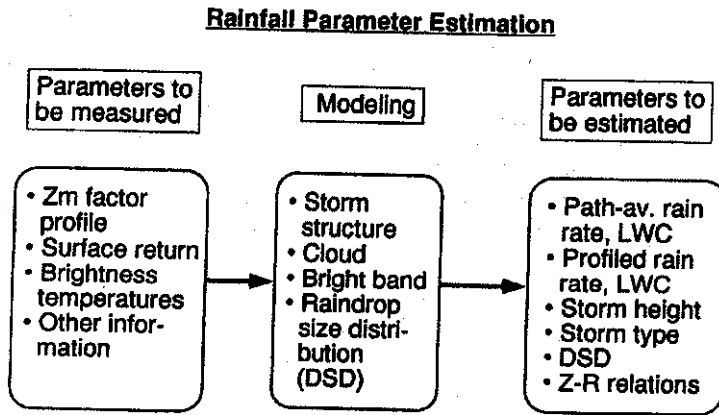 Rainfall Parameter Estimation
Parameters to
be measured
Modeling
Parameters to
be estimated
• Zm factor
profile
• Surface return
• Brightness
temperatures
• Other infor-
mation
• Storm
structure
• Cloud
• Bright band
• Raindrop
size distri-
bution
(DSD)
• Path-av. rain
rate, LWC
• Profiled rain
rate, LWC
• Storm height
• Storm type
• DSD
• Z-R relations